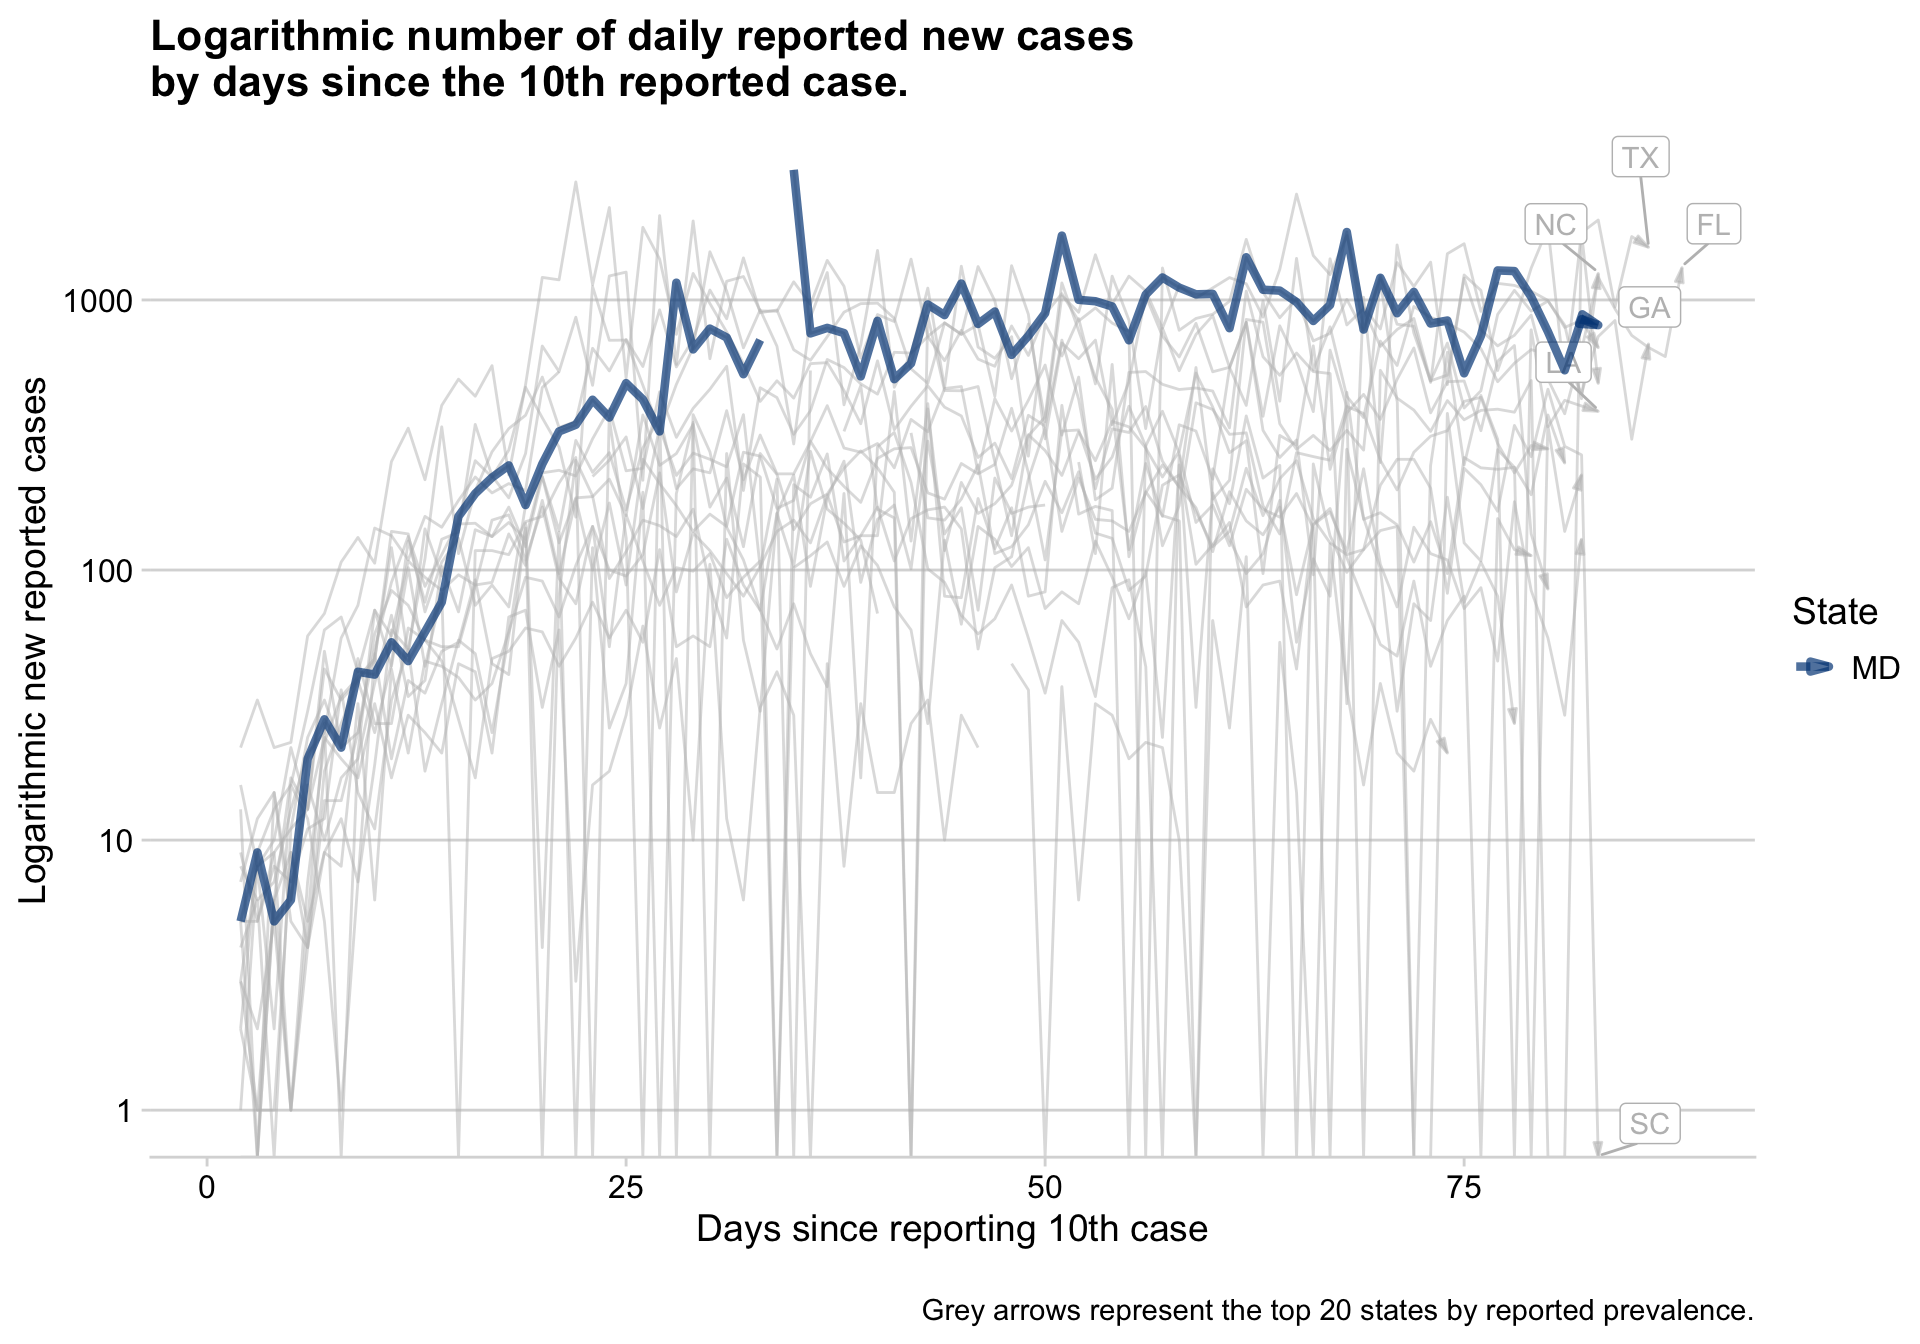 Logarithmic number of daily reported new cases
by days since the 10th reported case.
Logarithmic new reported cases
1000
100
10
1
TX
NC
FL
GA
LA
SC
State
MD
0
25
50
75
Days since reporting 10th case
Grey arrows represent the top 20 states by reported prevalence.